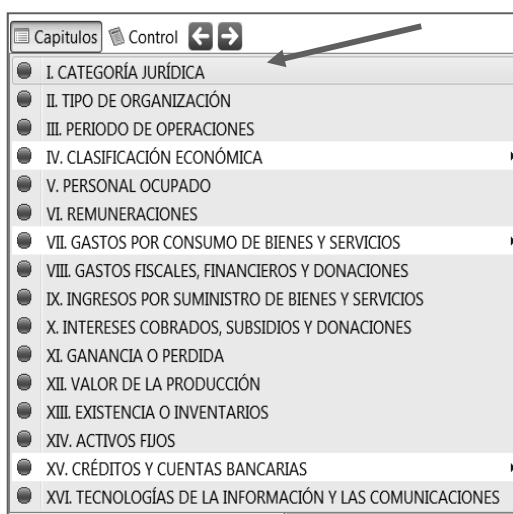 Capitulos Control
I. CATEGORÍA JURÍDICA
II. TIPO DE ORGANIZACIÓN
III. PERIODO DE OPERACIONES
IV. CLASIFICACIÓN ECONÓMICA
V. PERSONAL OCUPADO
VI. REMUNERACIONES
VII. GASTOS POR CONSUMO DE BIENES Y SERVICIOS
VIII. GASTOS FISCALES, FINANCIEROS Y DONACIONES
IX. INGRESOS POR SUMINISTRO DE BIENES Y SERVICIOS
X. INTERESES COBRADOS, SUBSIDIOS Y DONACIONES
XI. GANANCIA O PERDIDA
XII. VALOR DE LA PRODUCCIÓN
XIII. EXISTENCIA O INVENTARIOS
XIV. ACTIVOS FIJOS
XV. CRÉDITOS Y CUENTAS BANCARIAS
XVI. TECNOLOGÍAS DE LA INFORMACIÓN Y LAS COMUNICACIONES